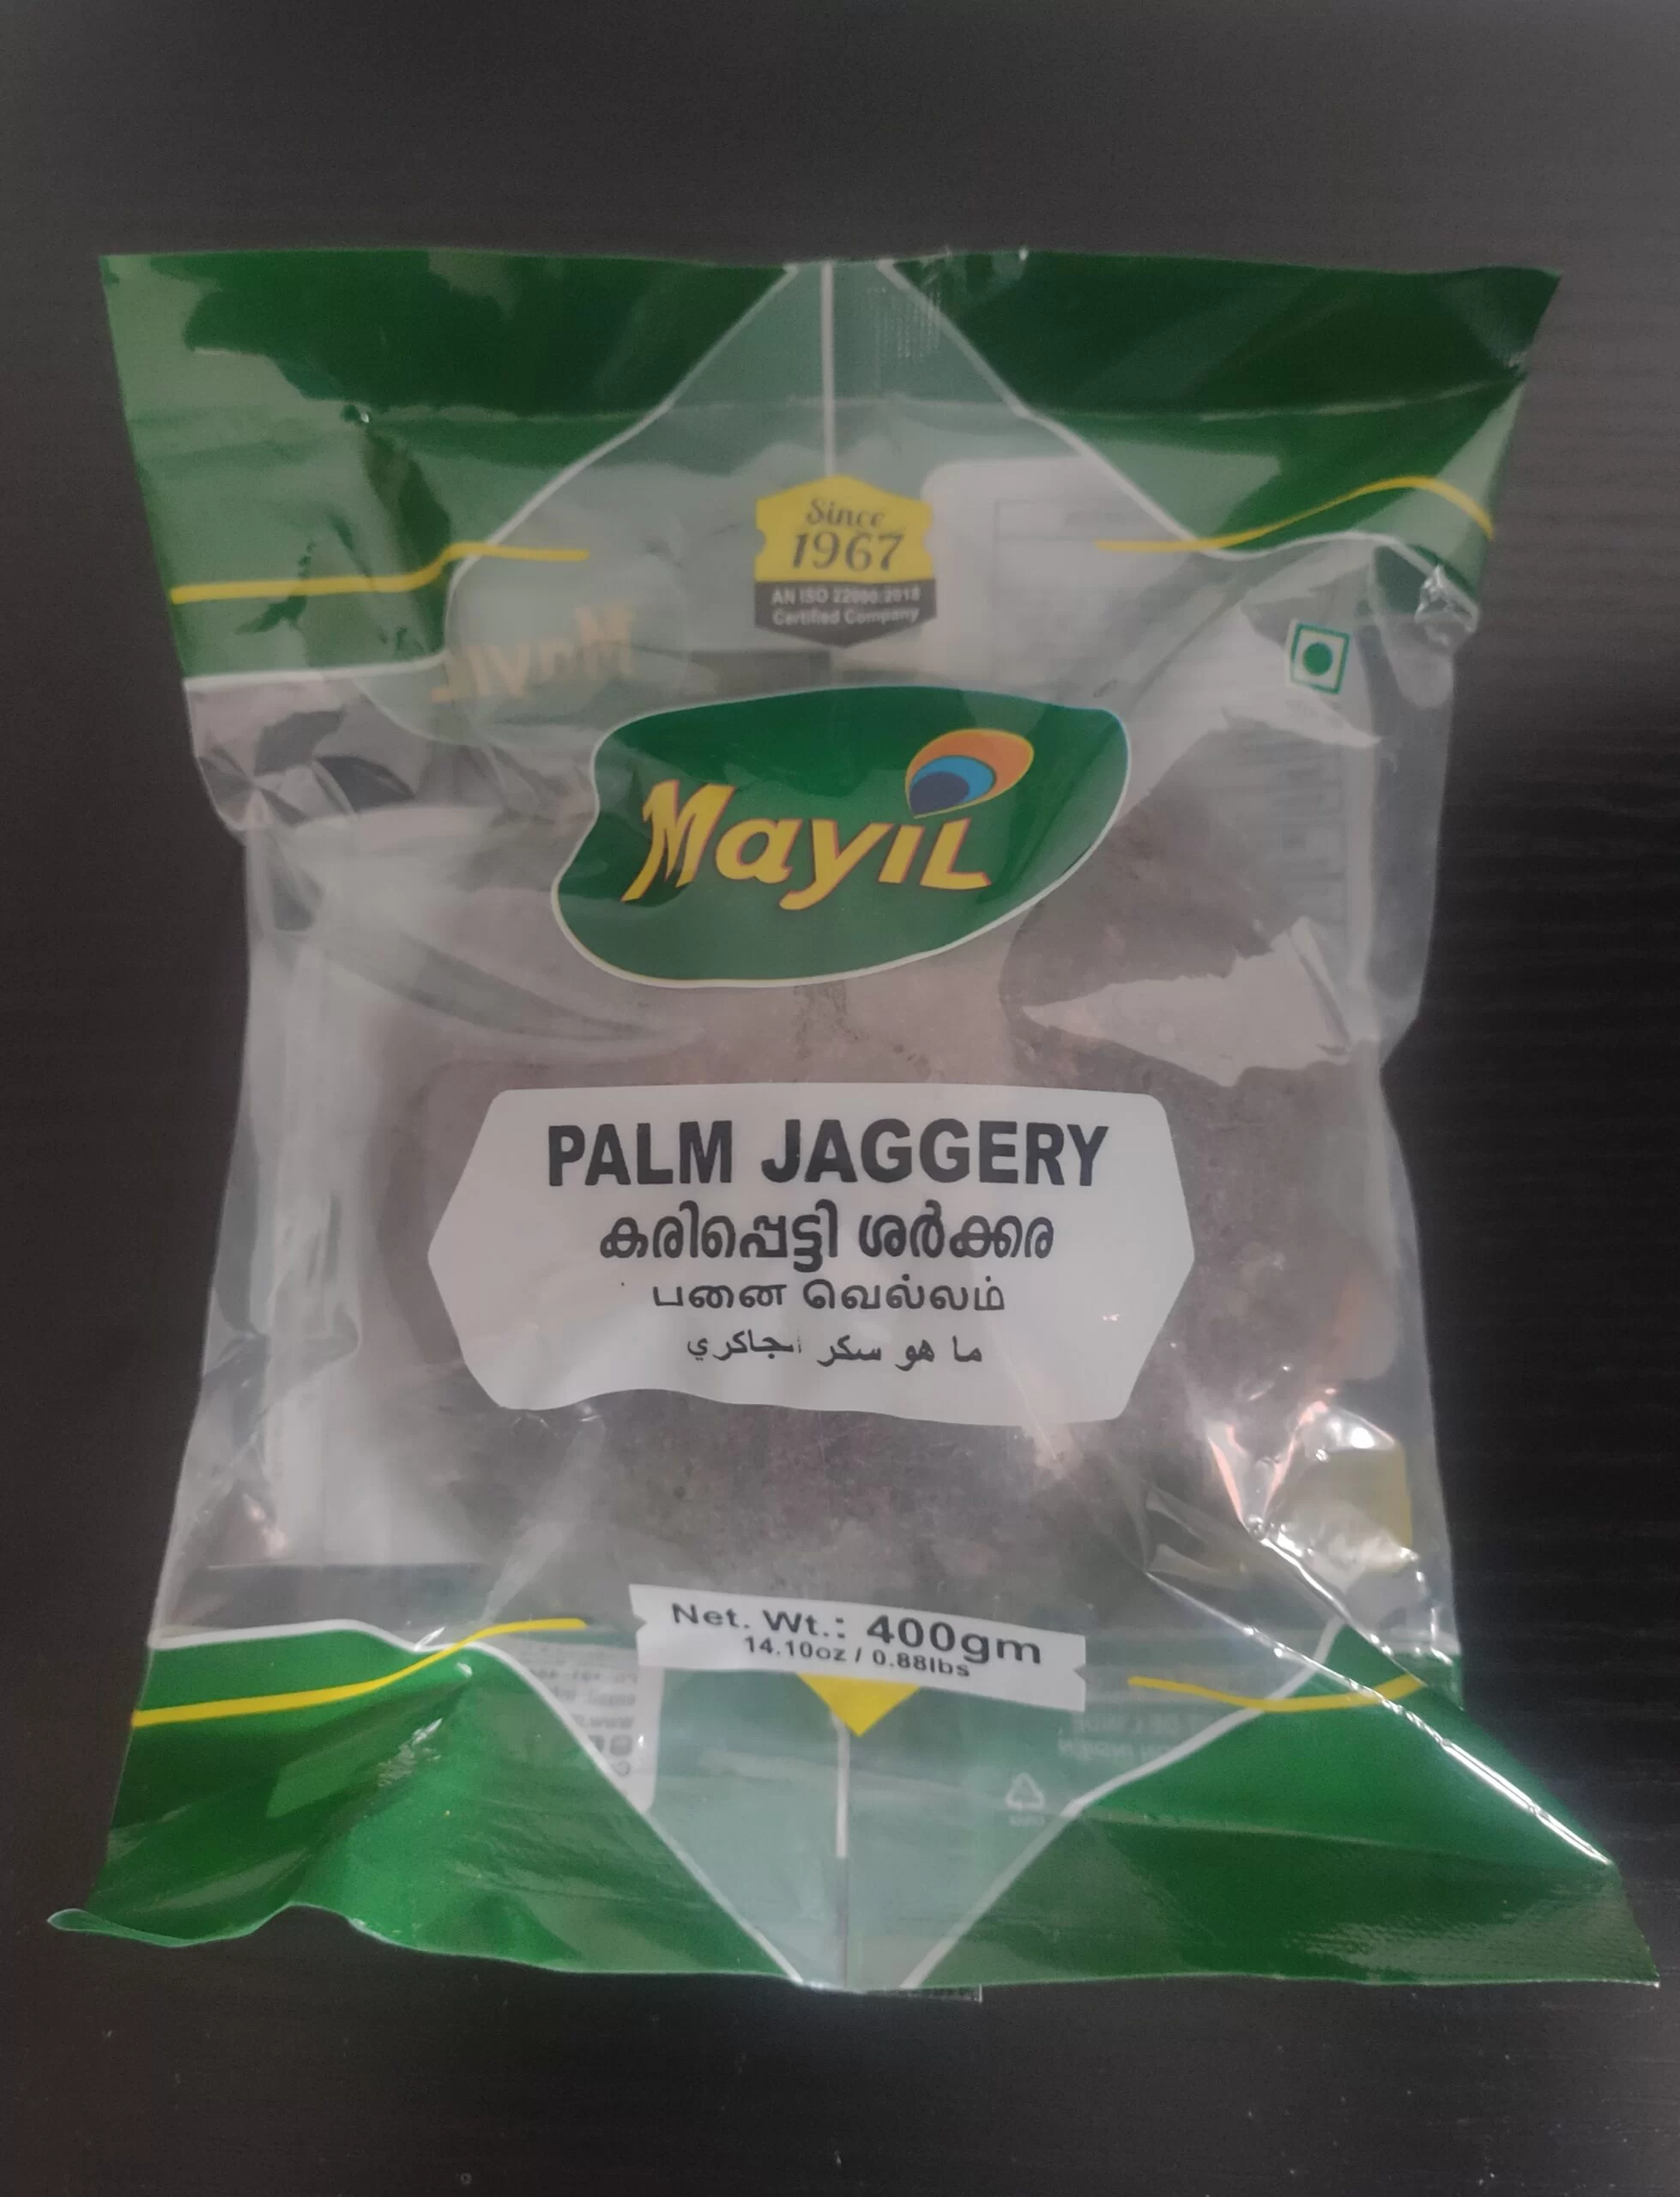 Since
1967
AN ISO 22000:2018
Certified Company
Mayil
PALM JAGGERY
കരിപ്പെട്ടി ശർക്കര
பனை வெல்லம்
ما هو سكر اجاكري
Net. Wt.: 400gm
14.10oz / 0.88lbs